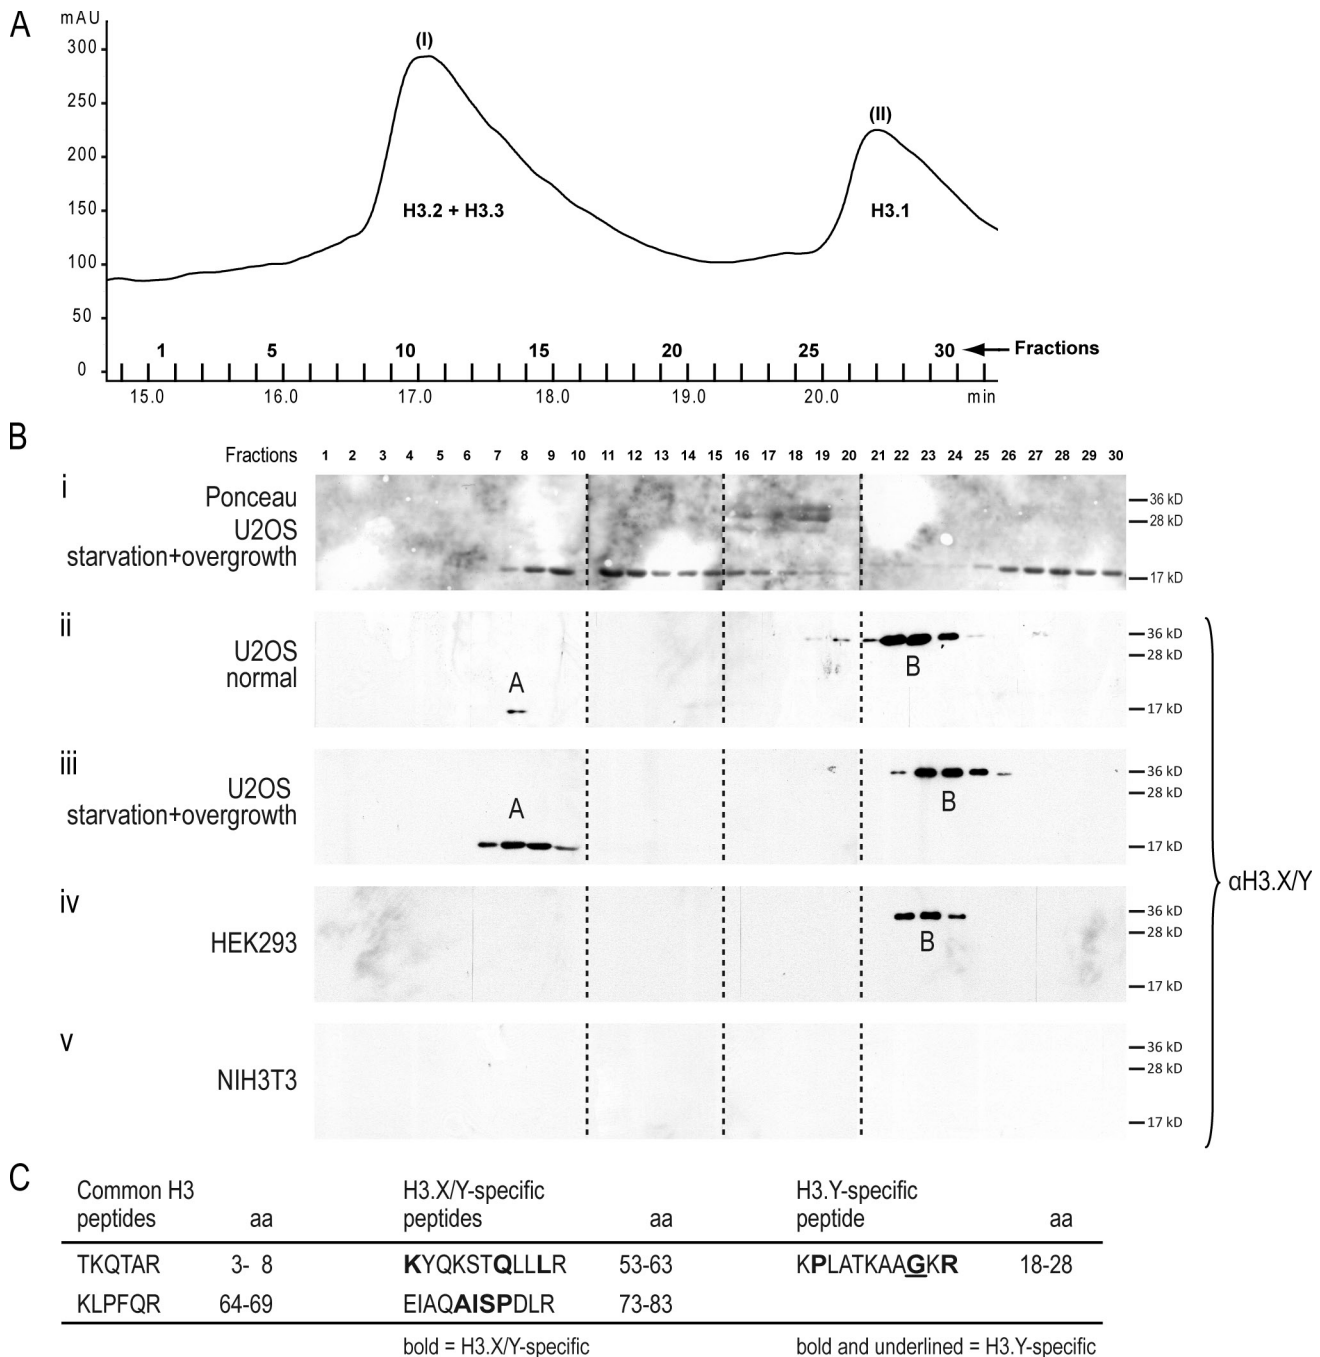 A
mAU
300
250
200
150
100
50
0
(I)
(II)
H3.2 + H3.3
H3.1
1 5 10 15 20 25 30 Fractions
15.0 16.0 17.0 18.0 19.0 20.0 min
B
Fractions 1 2 3 4 5 6 7 8 9 10 11 12 13 14 15 16 17 18 19 20 21 22 23 24 25 26 27 28 29 30
i
Ponceau
U2OS
starvation+overgrowth
36 kD
28 kD
17 kD
ii
U2OS
normal
A
B
36 kD
28 kD
17 kD
iii
U2OS
starvation+overgrowth
A
B
36 kD
28 kD
17 kD
iv
HEK293
B
36 kD
28 kD
17 kD
v
NIH3T3
36 kD
28 kD
17 kD
αH3.X/Y
C
Common H3 H3.X/Y-specific H3.Y-specific
peptides aa peptides aa peptide aa
TKQTAR 3- 8 KYQKSTQLLLR 53-63 KPLATKAAGKR 18-28
KLPFQR 64-69 EIAQAISPDLR 73-83
bold = H3.X/Y-specific bold and underlined = H3.Y-specific